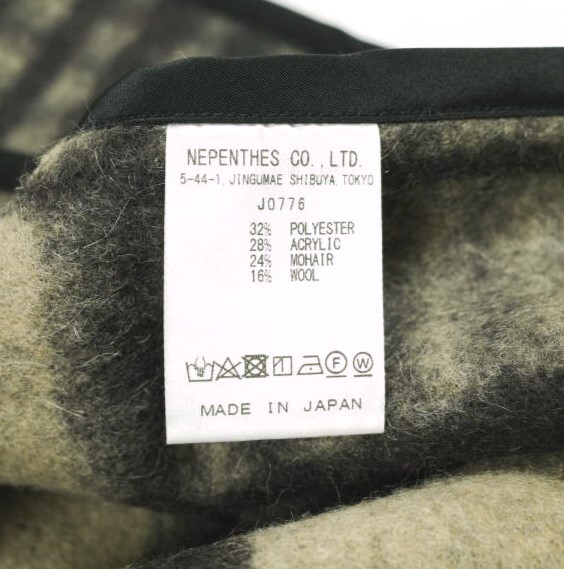 NEPENTHES CO., LTD.
5-44-1, JINGUMAE SHIBUYA, TOKYO
J0776
32% POLYESTER
28% ACRYLIC
24% MOHAIR
16% WOOL
F W
MADE IN JAPAN